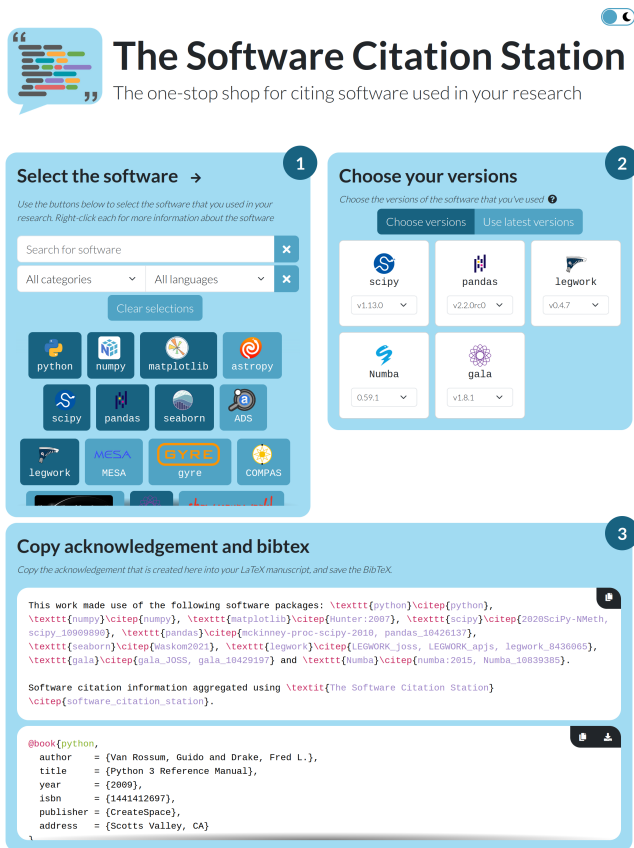 The Software Citation Station
The one-stop shop for citing software used in your research
1
Select the software →
Use the buttons below to select the software that you used in your
research. Right-click each for more information about the software
Search for software
All categories
All languages
Clear selections
python
numpy
matplotlib
astropy
scipy
pandas
seaborn
ADS
legwork
MESA
MESA
GYRE
gyre
COMPAS
2
Choose your versions
Choose the versions of the software that you've used
Choose versions
Use latest versions
scipy
v1.13.0
pandas
v2.2.0rc0
legwork
v0.4.7
Numba
0.59.1
gala
v1.8.1
3
Copy acknowledgement and bibtex
Copy the acknowledgement that is created here into your LaTeX manuscript, and save the BibTeX.
This work made use of the following software packages: \texttt{python}\citep{python},
\texttt{numpy}\citep{numpy}, \texttt{matplotlib}\citep{Hunter:2007}, \texttt{scipy}\citep{2020SciPy-NMeth,
scipy_10909890}, \texttt{pandas}\citep{mckinney-proc-scipy-2010, pandas_10426137},
\texttt{seaborn}\citep{Waskom2021}, \texttt{legwork}\citep{LEGWORK_joss, LEGWORK_apjs, legwork_8436065},
\texttt{gala}\citep{gala_JOSS, gala_10429197} and \texttt{Numba}\citep{numba:2015, Numba_10839385}.
Software citation information aggregated using \textit{The Software Citation Station}
\citep{software_citation_station}.
@book{python,
author = {Van Rossum, Guido and Drake, Fred L.},
title = {Python 3 Reference Manual},
year = {2009},
isbn = {1441412697},
publisher = {CreateSpace},
address = {Scotts Valley, CA}
}